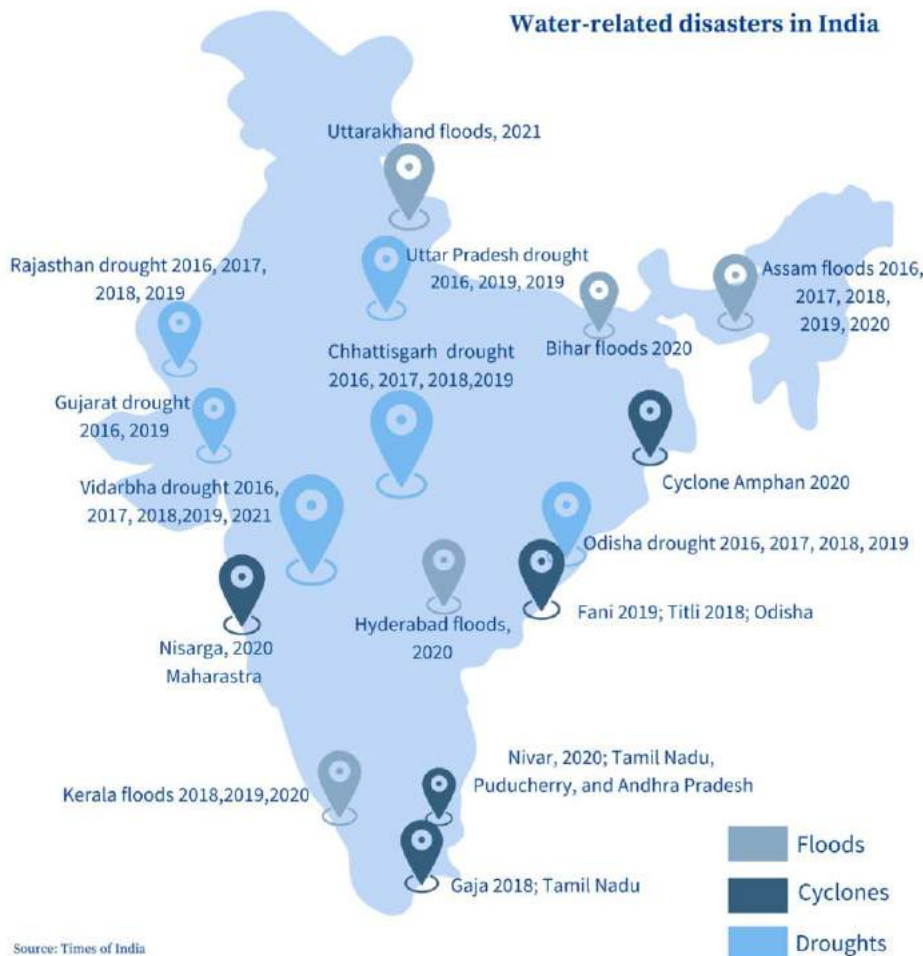 Water-related disasters in India
Uttarakhand floods, 2021
Rajasthan drought 2016, 2017,
2018, 2019
Uttar Pradesh drought
2016, 2019, 2019
Assam floods 2016,
2017, 2018,
2019, 2020
Bihar floods 2020
Chhattisgarh drought
2016, 2017, 2018,2019
Gujarat drought
2016, 2019
Cyclone Amphan 2020
Vidarbha drought 2016,
2017, 2018,2019, 2021
Odisha drought 2016, 2017, 2018, 2019
Fani 2019; Titli 2018; Odisha
Hyderabad floods,
2020
Nisarga, 2020
Maharastra
Nivar, 2020; Tamil Nadu,
Puducherry, and Andhra Pradesh
Kerala floods 2018,2019,2020
Gaja 2018; Tamil Nadu
Floods
Cyclones
Droughts
Source: Times of India